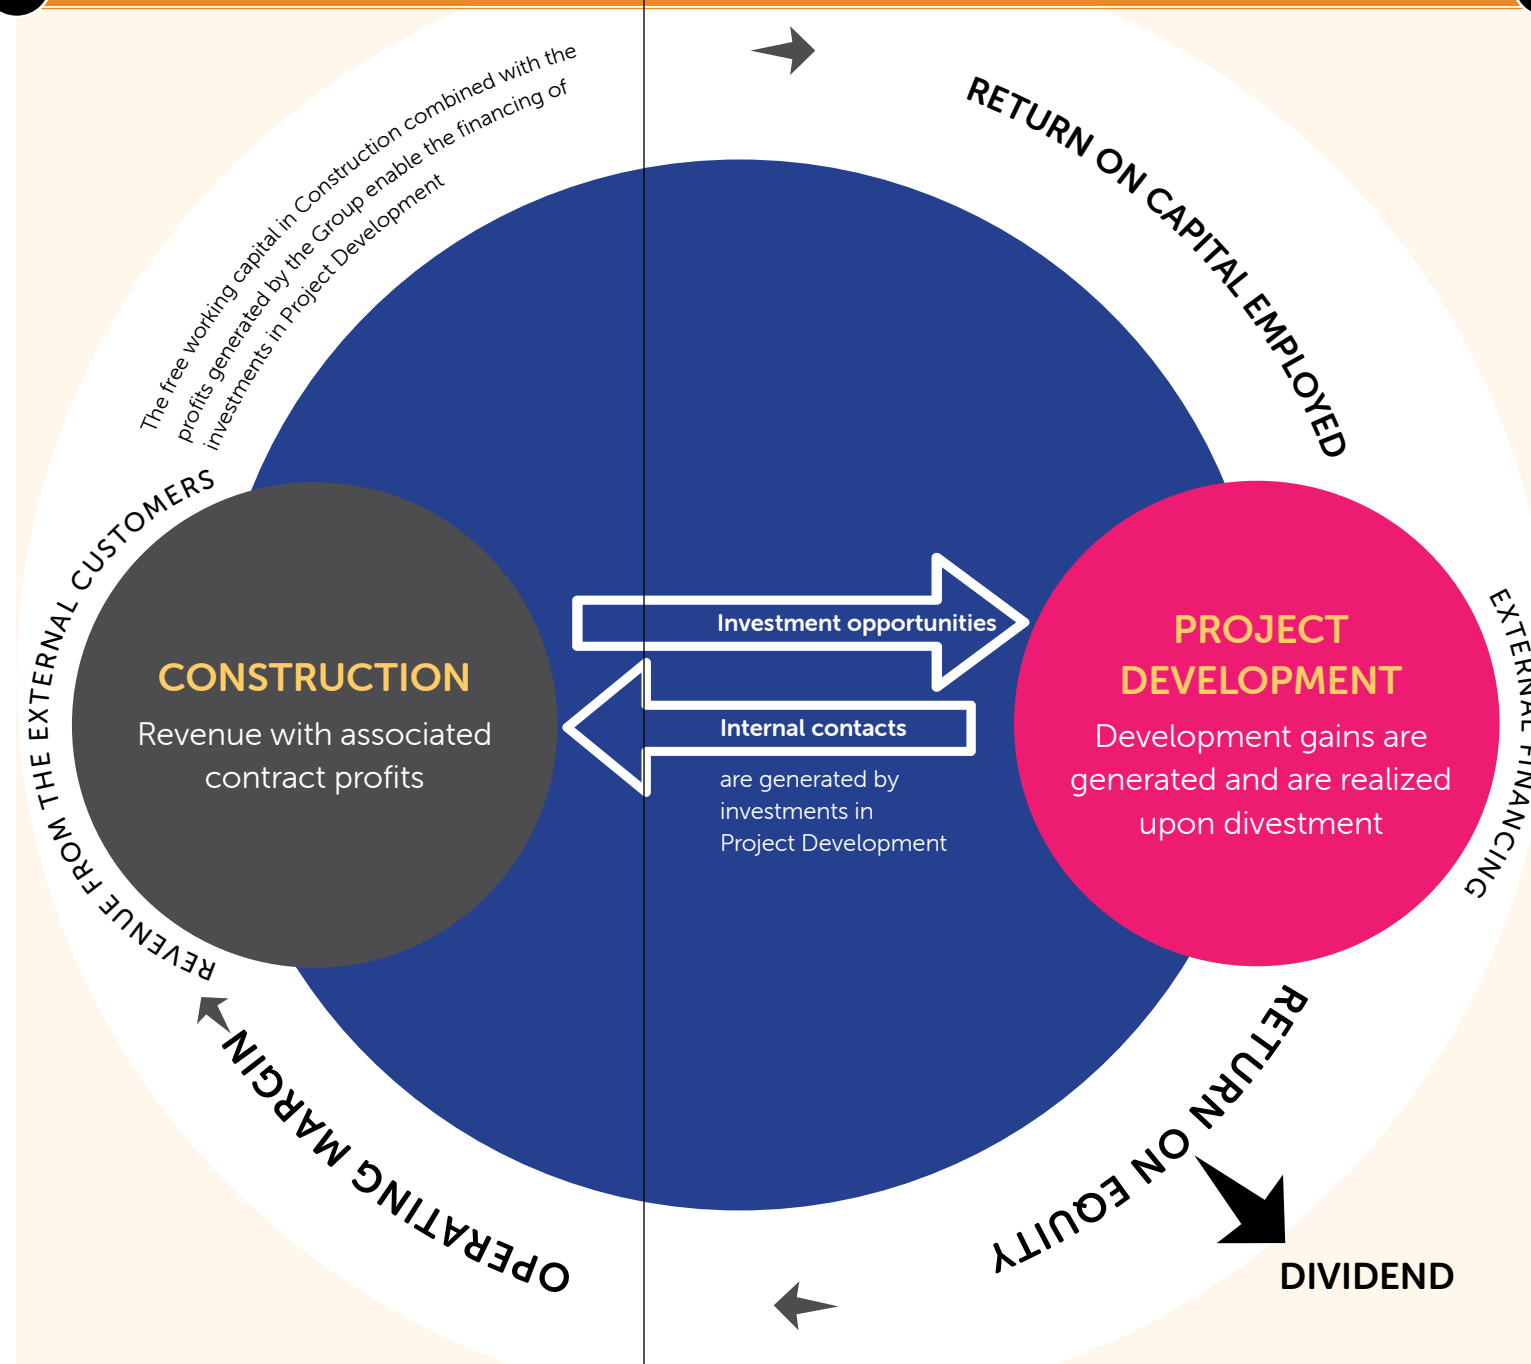 The free working capital in Construction combined with the
profits generated by the Group enable the financing of
investments in Project Development
RETURN ON CAPITAL EMPLOYED
REVENUE FROM THE EXTERNAL CUSTOMERS
CONSTRUCTION
Revenue with associated
contract profits
Investment opportunities
Internal contacts
are generated by
investments in
Project Development
PROJECT
DEVELOPMENT
Development gains are
generated and are realized
upon divestment
EXTERNAL FINANCING
RETURN ON EQUITY
OPERATING MARGIN
DIVIDEND